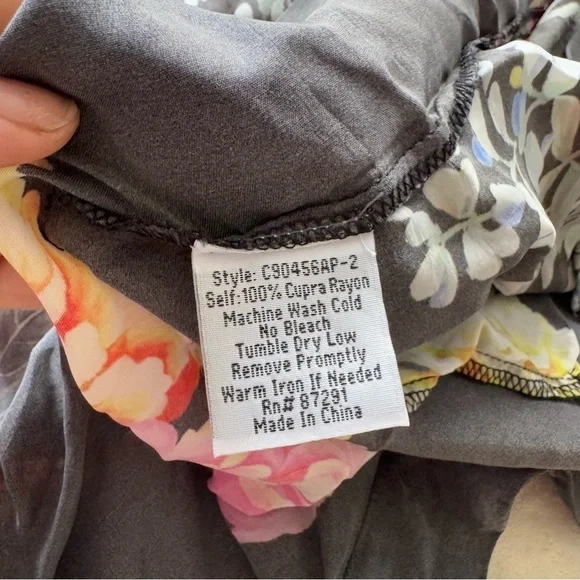 Style: C90456AP-2
Self:100% Cupra Rayon
Machine Wash Cold
No Bleach
Tumble Dry Low
Remove Promptly
Warm Iron If Needed
Rn# 87291
Made In China